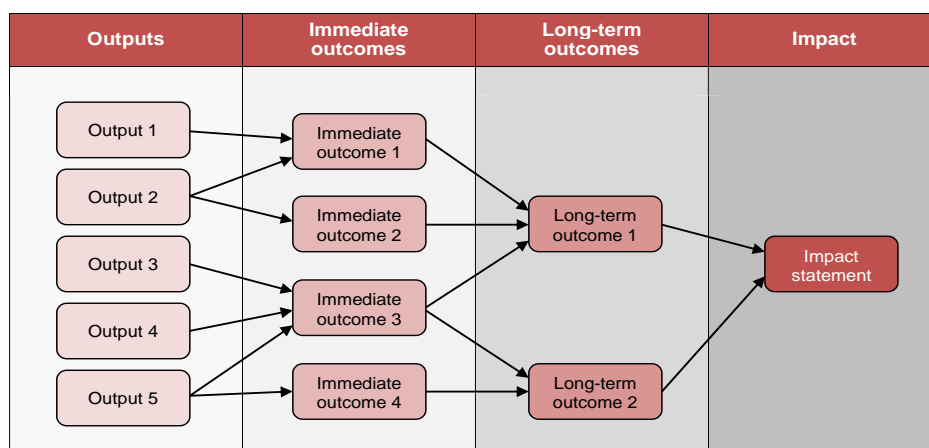 Outputs
Immediate
outcomes
Long-term
outcomes
Impact
Output 1
Output 2
Output 3
Output 4
Output 5
Immediate
outcome 1
Immediate
outcome 2
Immediate
outcome 3
Immediate
outcome 4
Long-term
outcome 1
Long-term
outcome 2
Impact
statement